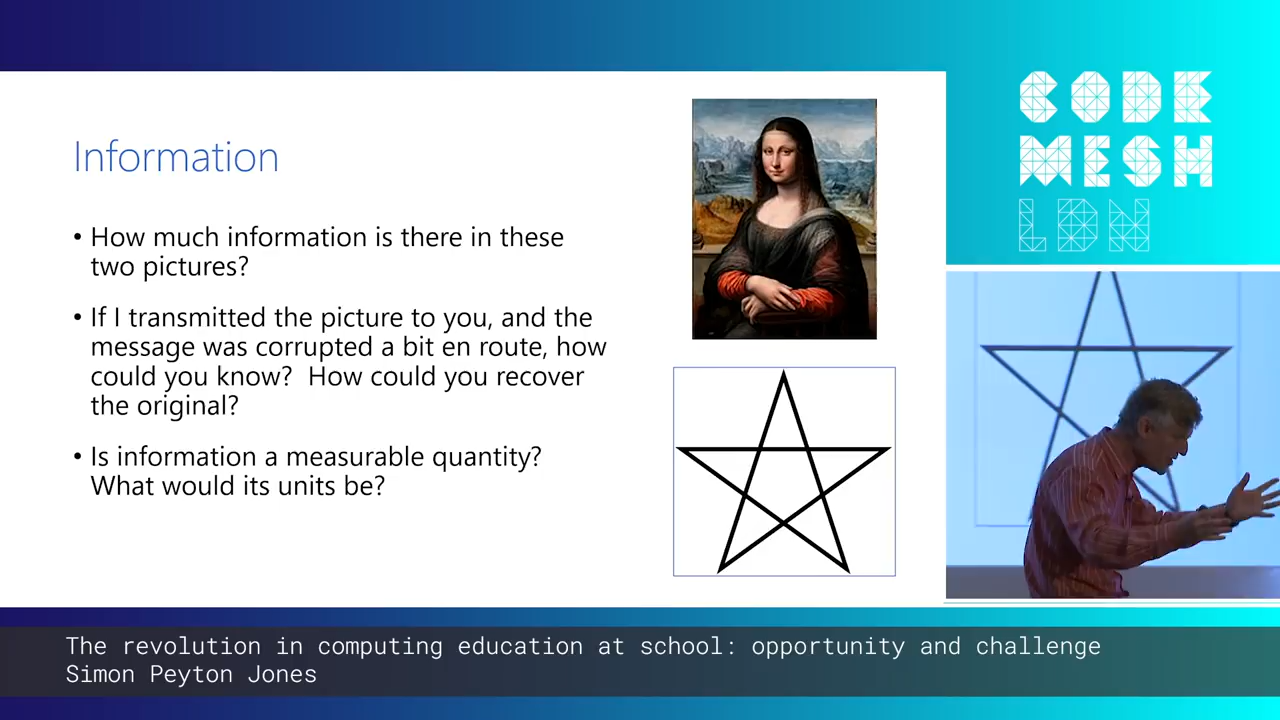 Information
• How much information is there in these
two pictures?
• If I transmitted the picture to you, and the
message was corrupted a bit en route, how
could you know?  How could you recover
the original?
• Is information a measurable quantity?
What would its units be?
CODE
MESH
LDN
The revolution in computing education at school: opportunity and challenge
Simon Peyton Jones